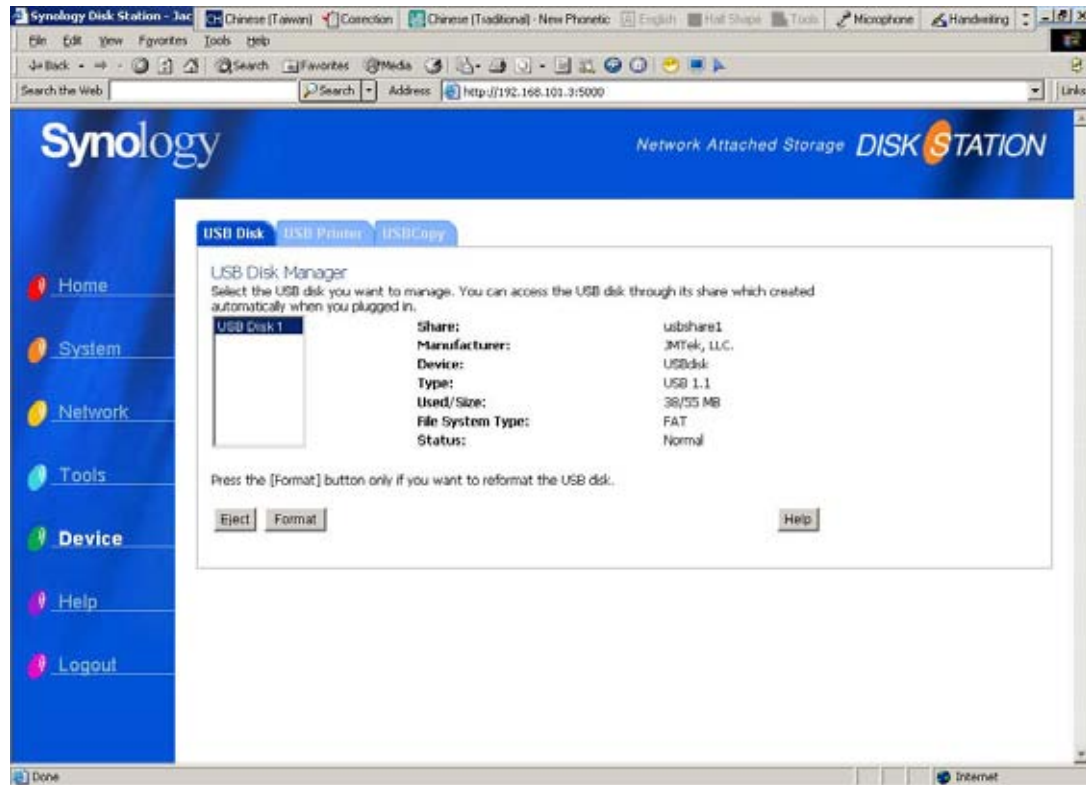 Synology Disk Station - Jac
CH Chinese (Taiwan) Correction Chinese (Traditional) - New Phonetic English Half Shape Tools Microphone Handwriting
File Edit View Favorites Tools Help
Back Search Favorites Media
Search the Web Search Address http://192.168.101.3:5000 Links
Synology
Network Attached Storage DISK STATION
USB Disk USB Printer USBCopy
Home
System
Network
Tools
Device
Help
Logout
USB Disk Manager
Select the USB disk you want to manage. You can access the USB disk through its share which created
automatically when you plugged in.
USB Disk 1
Share: usbshare1
Manufacturer: JMTek, LLC.
Device: USBdisk
Type: USB 1.1
Used/Size: 38/55 MB
File System Type: FAT
Status: Normal
Press the [Format] button only if you want to reformat the USB disk.
Eject Format Help
Done Internet